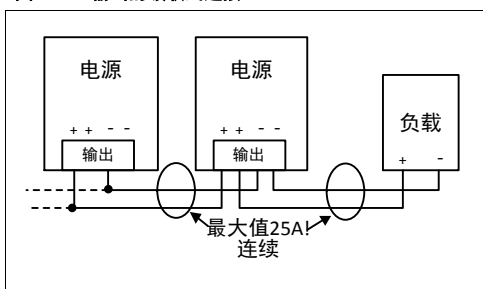 电源
电源
负载
+ + - -
+ + - -
+ -
输出
输出
最大值25A!
连续